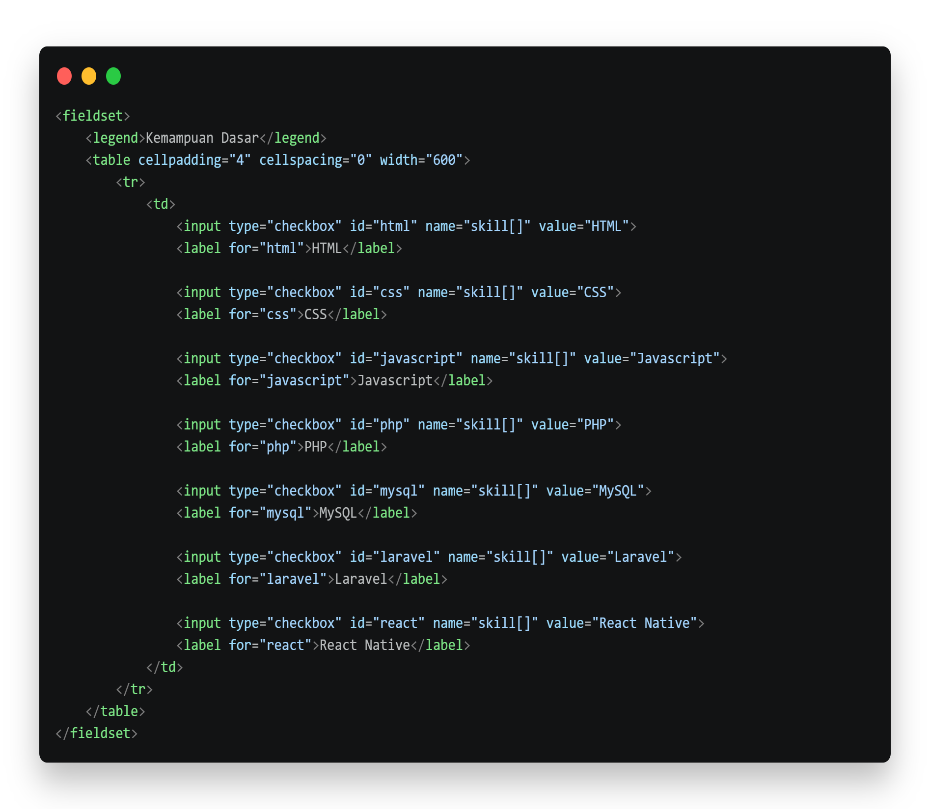 <fieldset>
    <legend>Kemampuan Dasar</legend>
    <table cellpadding="4" cellspacing="0" width="600">
        <tr>
            <td>
                <input type="checkbox" id="html" name="skill[]" value="HTML">
                <label for="html">HTML</label>

                <input type="checkbox" id="css" name="skill[]" value="CSS">
                <label for="css">CSS</label>

                <input type="checkbox" id="javascript" name="skill[]" value="Javascript">
                <label for="javascript">Javascript</label>

                <input type="checkbox" id="php" name="skill[]" value="PHP">
                <label for="php">PHP</label>

                <input type="checkbox" id="mysql" name="skill[]" value="MySQL">
                <label for="mysql">MySQL</label>

                <input type="checkbox" id="laravel" name="skill[]" value="Laravel">
                <label for="laravel">Laravel</label>

                <input type="checkbox" id="react" name="skill[]" value="React Native">
                <label for="react">React Native</label>
            </td>
        </tr>
    </table>
</fieldset>